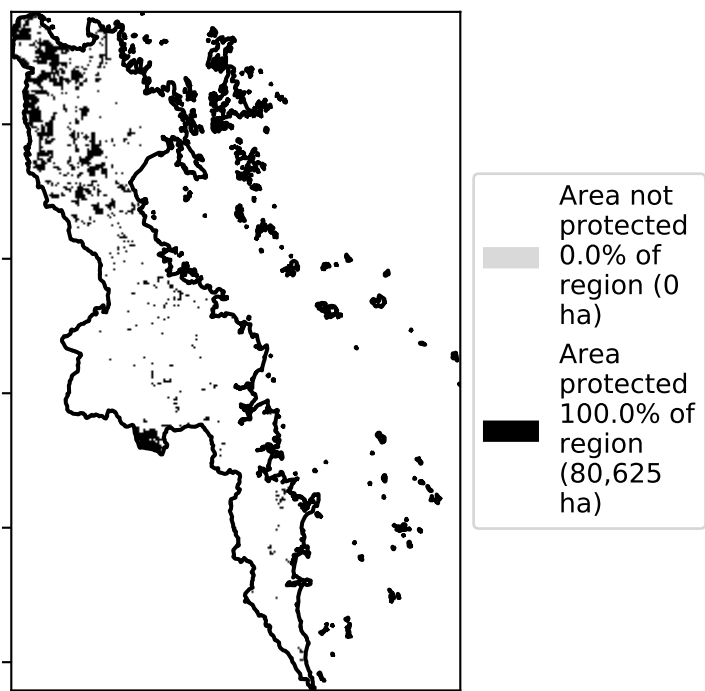 Area not
protected
0.0% of
region (0
ha)
Area
protected
100.0% of
region
(80,625
ha)